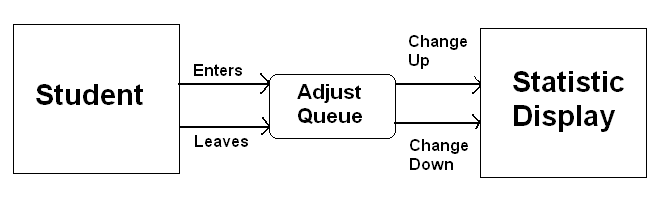 Student
Enters
Leaves
Adjust
Queue
Change
Up
Change
Down
Statistic
Display